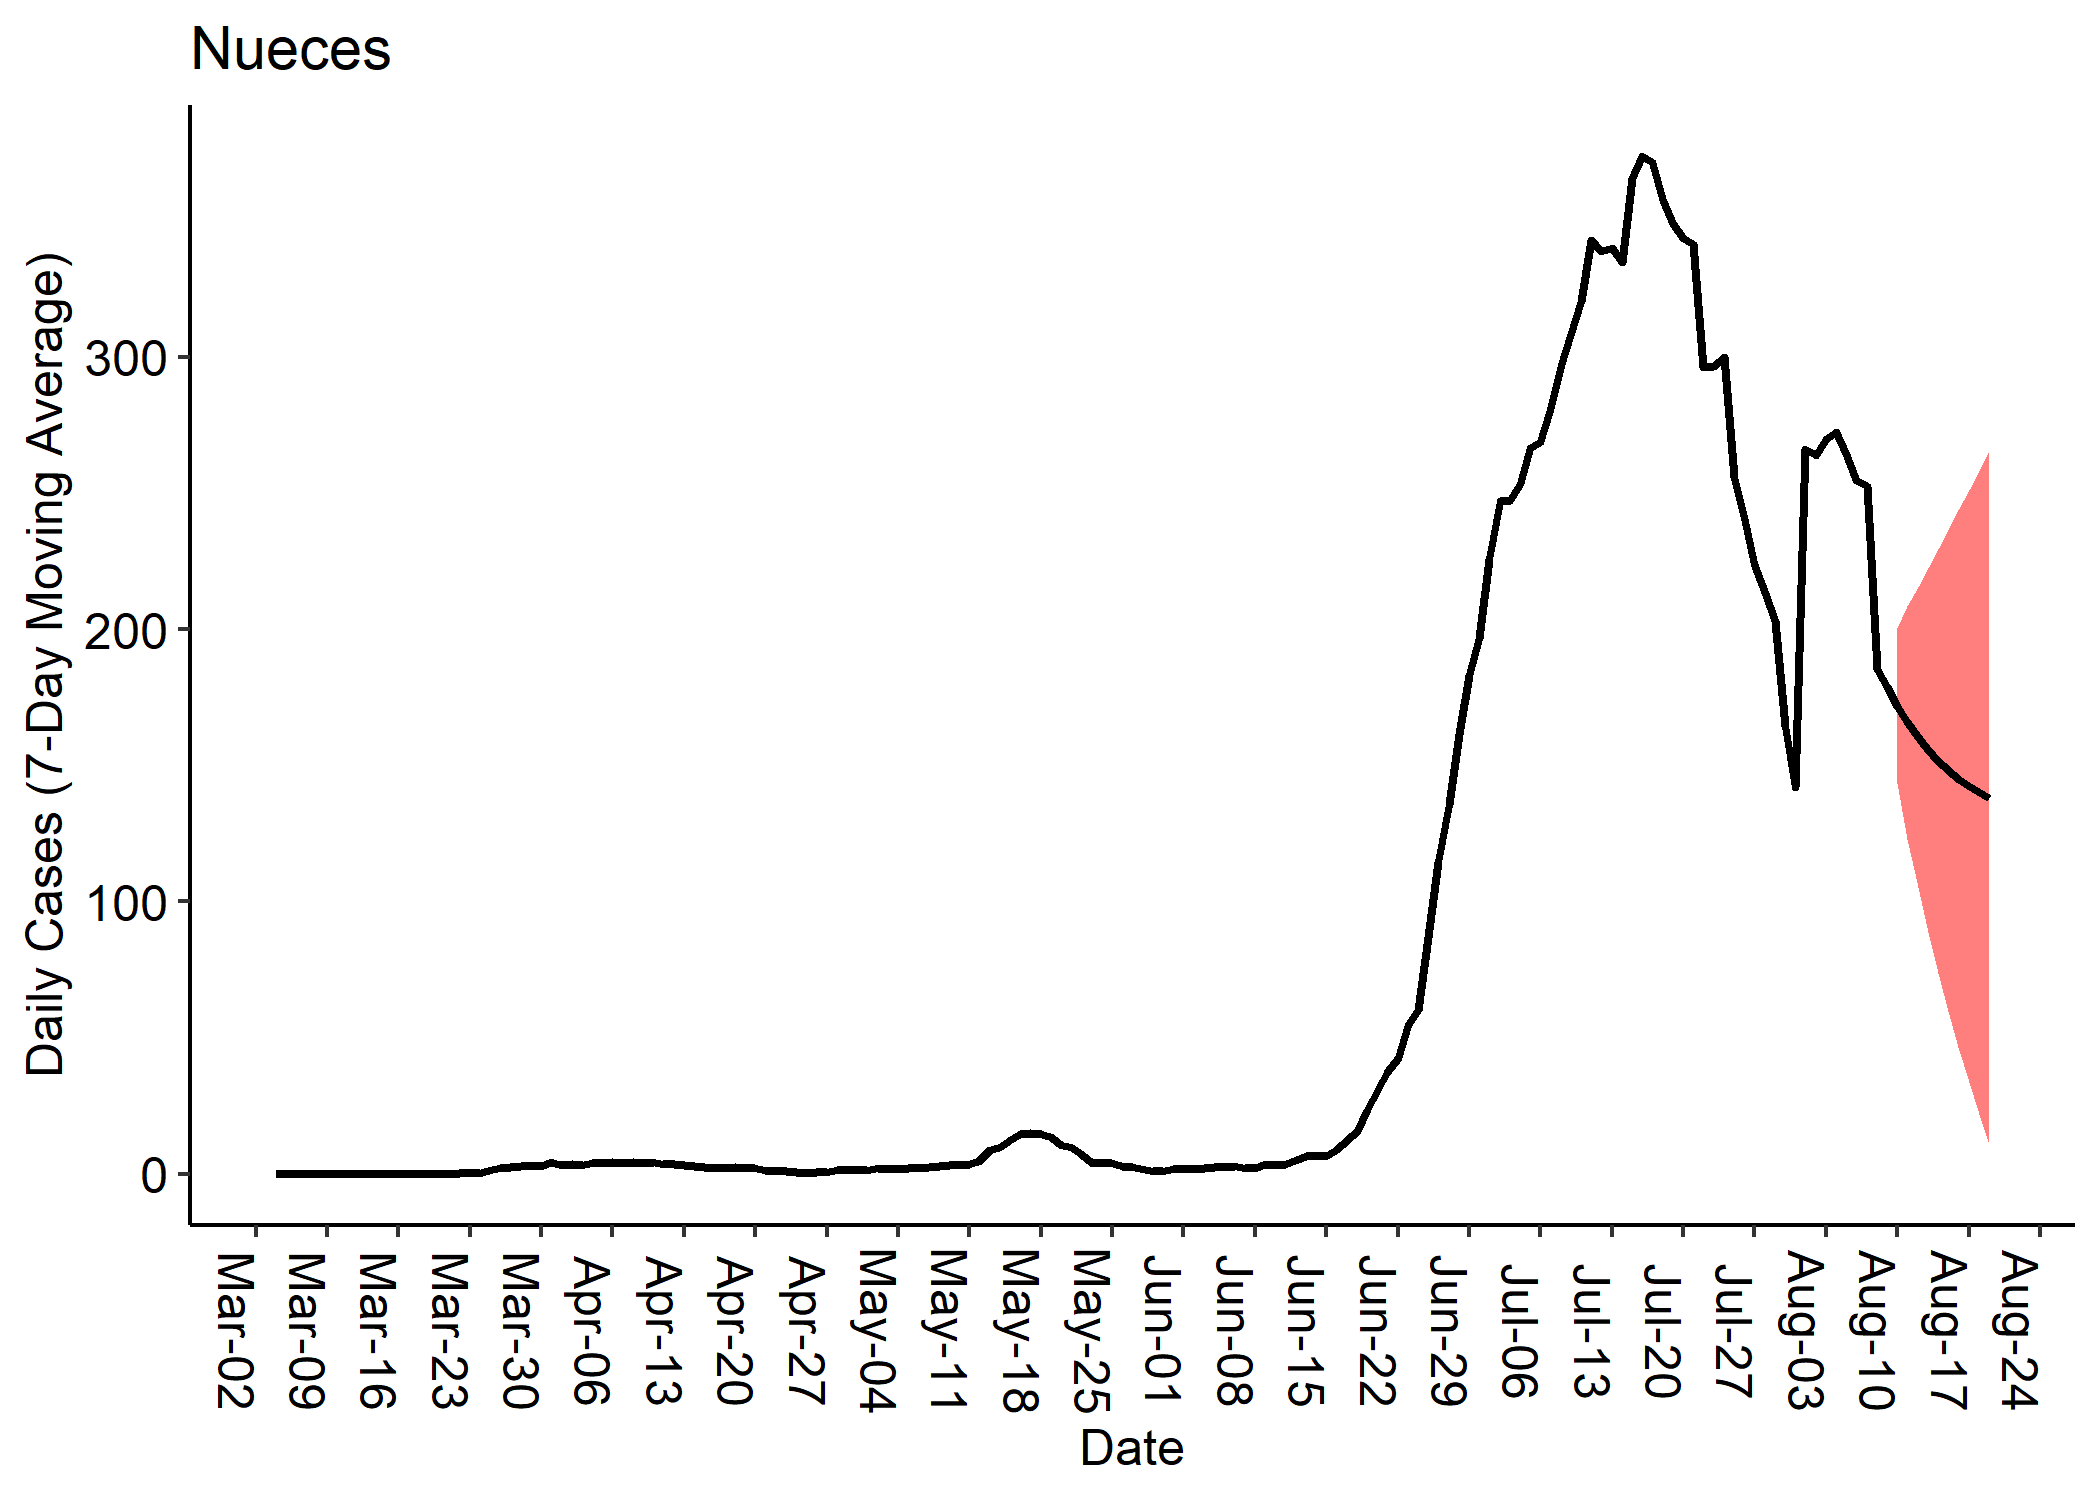 Nueces
Daily Cases (7-Day Moving Average)
300
200
100
0
Mar-02
Mar-09
Mar-16
Mar-23
Mar-30
Apr-06
Apr-13
Apr-20
Apr-27
May-04
May-11
May-18
May-25
Jun-01
Jun-08
Jun-15
Jun-22
Jun-29
Jul-06
Jul-13
Jul-20
Jul-27
Aug-03
Aug-10
Aug-17
Aug-24
Date